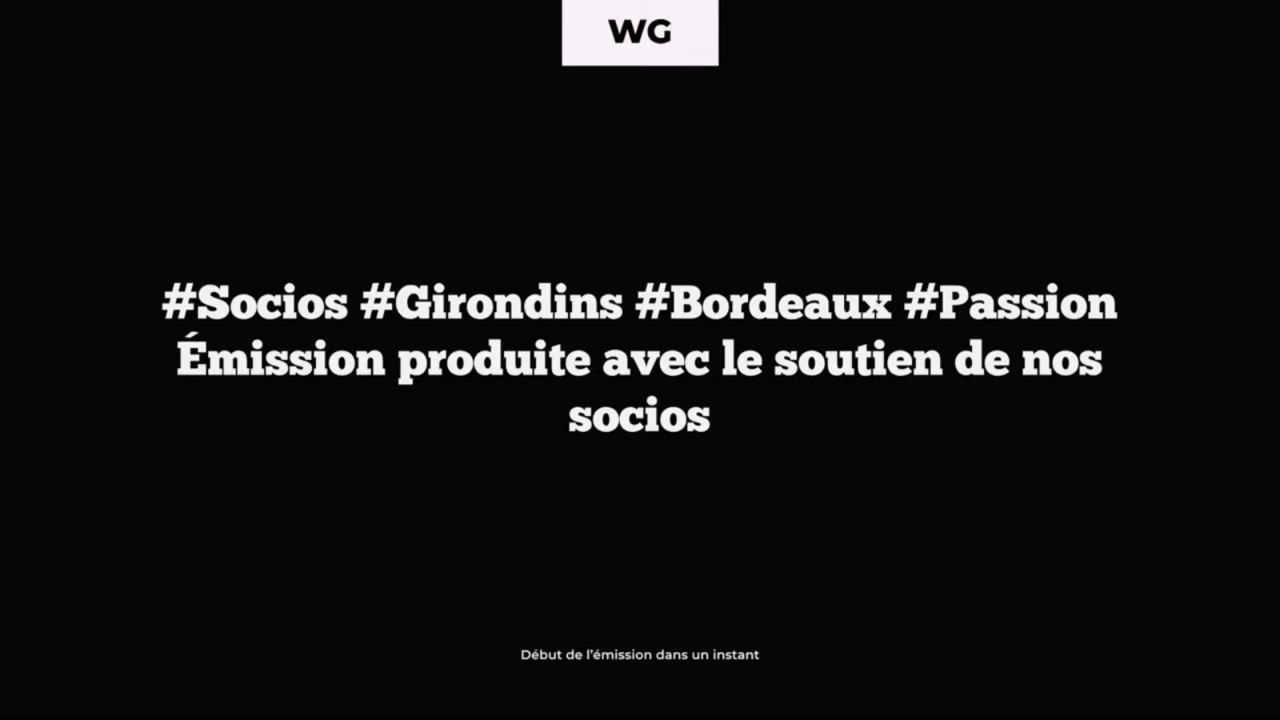 WG
#Socios #Girondins #Bordeaux #Passion
Émission produite avec le soutien de nos
socios
Début de l'émission dans un instant